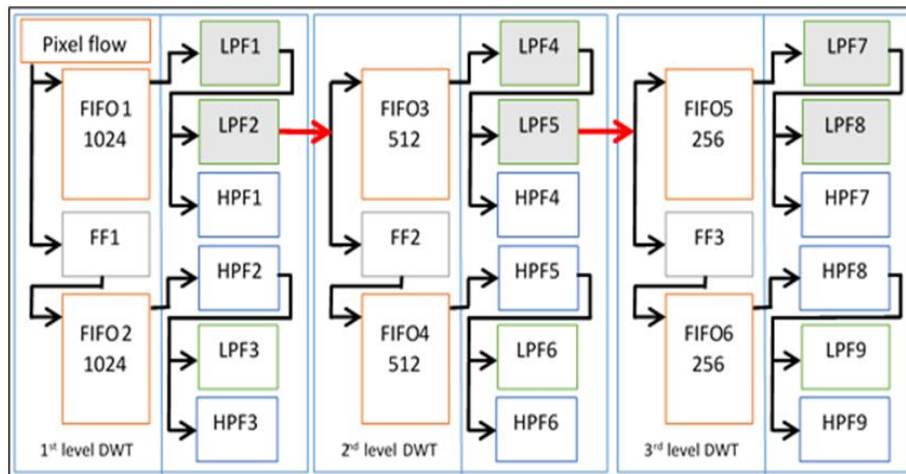 Pixel flow
FIFO 1
1024
FF1
FIFO 2
1024
1st level DWT
LPF1
LPF2
HPF1
HPF2
LPF3
HPF3
FIFO3
512
FF2
FIFO4
512
2nd level DWT
LPF4
LPF5
HPF4
HPF5
LPF6
HPF6
FIFO5
256
FF3
FIFO6
256
3rd level DWT
LPF7
LPF8
HPF7
HPF8
LPF9
HPF9